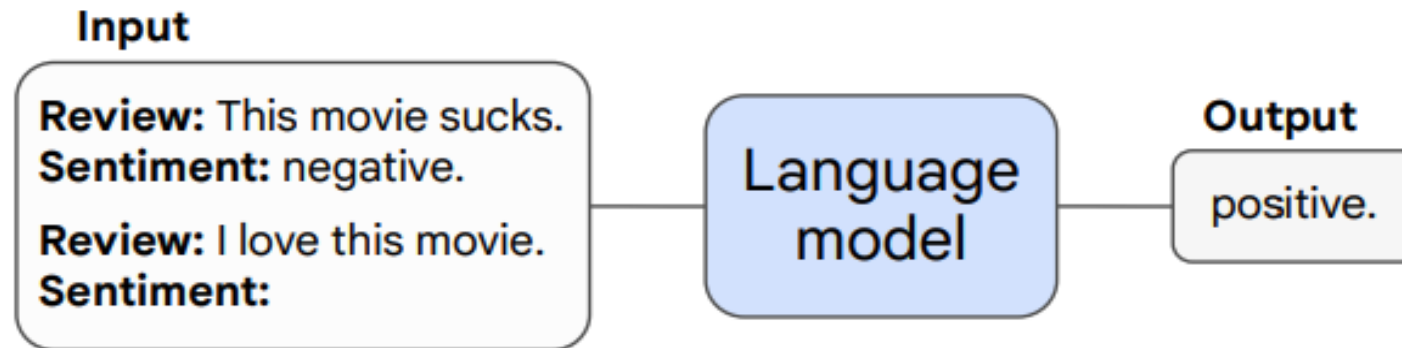 Input
Review: This movie sucks.
Sentiment: negative.
Review: I love this movie.
Sentiment:
Language
model
Output
positive.